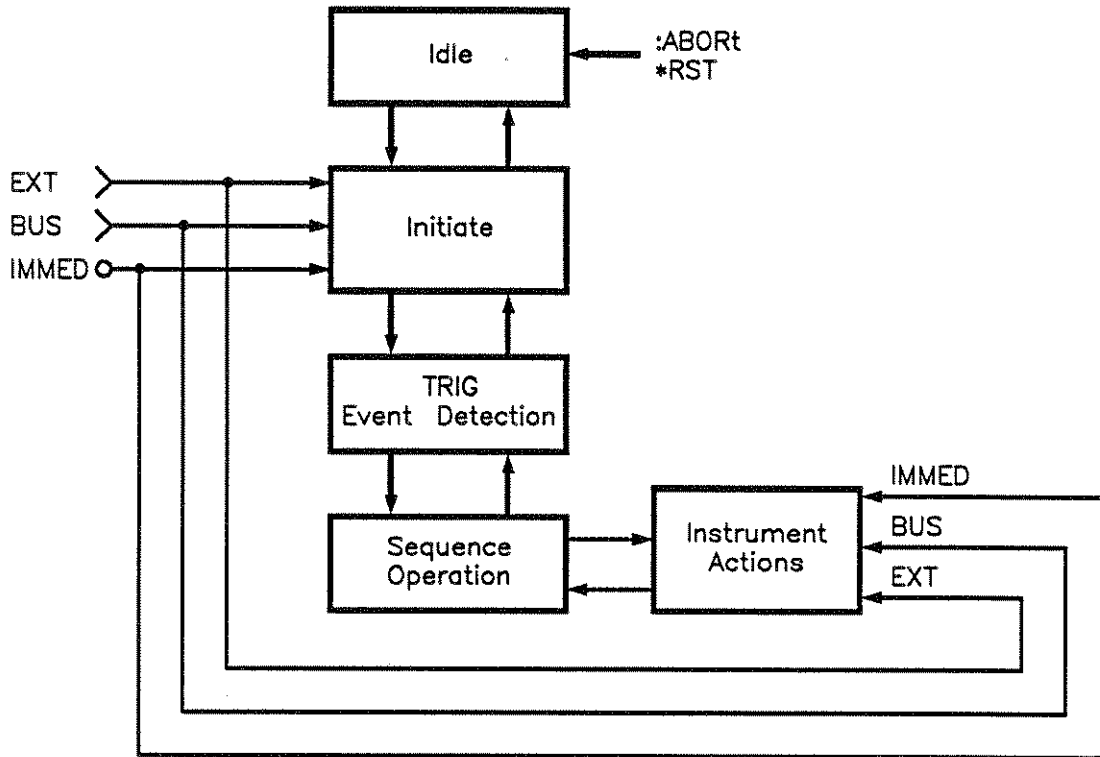 Idle
:ABORt
*RST
EXT
BUS
IMMED
Initiate
TRIG
Event Detection
Sequence
Operation
Instrument
Actions
IMMED
BUS
EXT